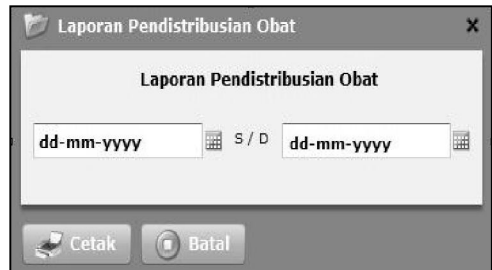 Laporan Pendistribusian Obat
Laporan Pendistribusian Obat
dd-mm-yyyy S / D dd-mm-yyyy
Cetak Batal